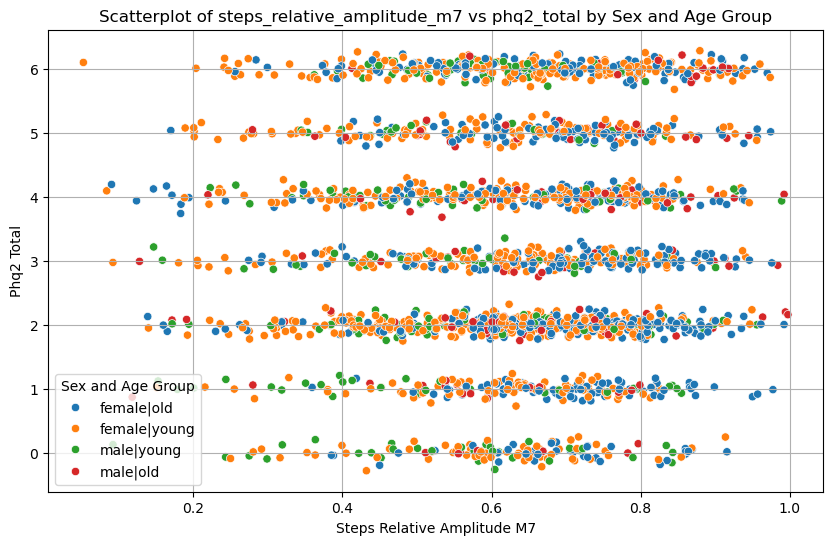 Scatterplot of steps_relative_amplitude_m7 vs phq2_total by Sex and Age Group
Phq2 Total
6
5
4
3
2
1
0
Sex and Age Group
female|old
female|young
male|young
male|old
0.2
0.4
0.6
0.8
1.0
Steps Relative Amplitude M7